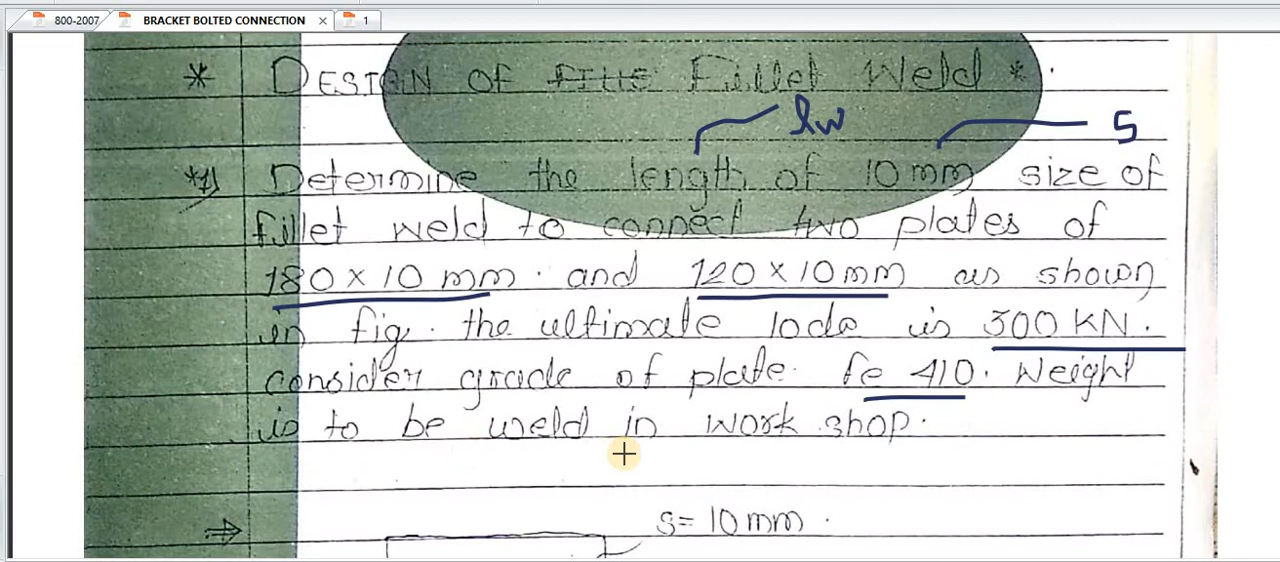 800-2007 BRACKET BOLTED CONNECTION × 1
* DESIGN OF Fillet Weld *
lw
S
*1) Determine the length of 10mm size of
fillet weld to connect two plates of
180 x 10 mm. and 120 x 10mm as shown
in fig. the ultimate lode is 300 KN.
consider grade of plate. fe 410. Weight
is to be weld in work shop.
⇒ S= 10mm.